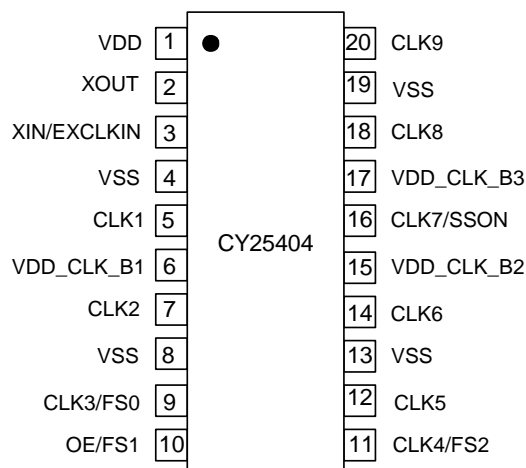 VDD 1 20 CLK9
XOUT 2 19 VSS
XIN/EXCLKIN 3 18 CLK8
VSS 4 17 VDD_CLK_B3
CLK1 5 16 CLK7/SSON
CY25404
VDD_CLK_B1 6 15 VDD_CLK_B2
CLK2 7 14 CLK6
VSS 8 13 VSS
CLK3/FS0 9 12 CLK5
OE/FS1 10 11 CLK4/FS2